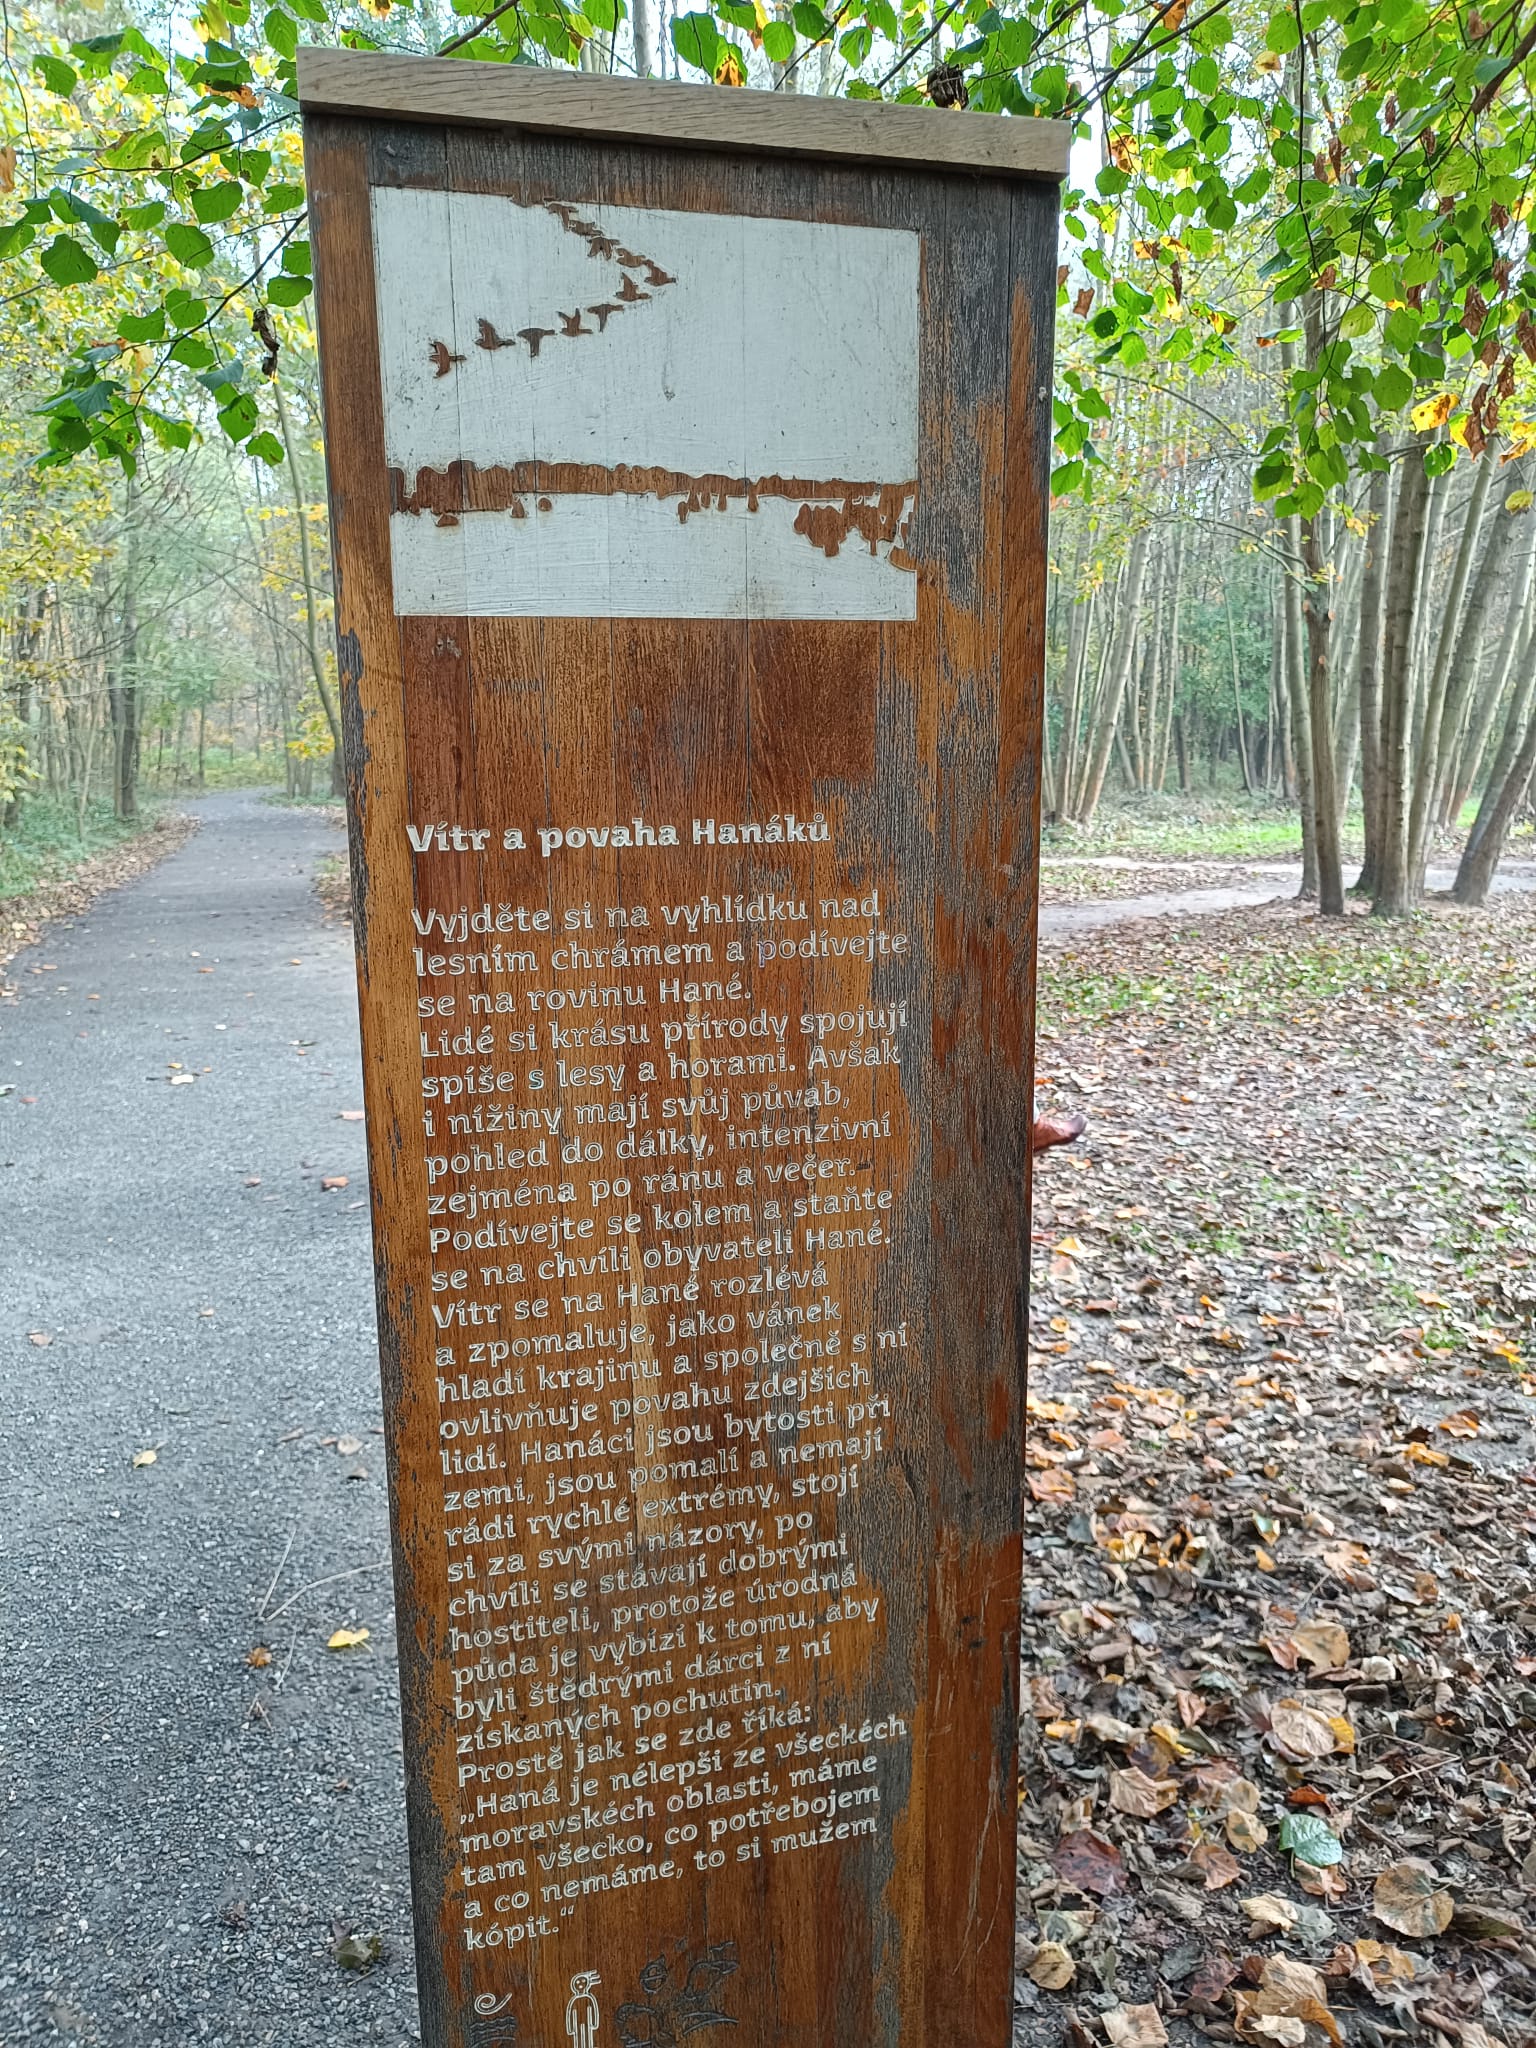 Vítr a povaha Hanáků
Vyjděte si na vyhlídku nad
lesním chrámem a podívejte
se na rovinu Hané.
Lidé si krásu přírody spojují
spíše s lesy a horami. Avšak
i nížiny mají svůj půvab,
pohled do dálky, intenzivní
zejména po ránu a večer.
Podívejte se kolem a staňte
se na chvíli obyvateli Hané.
Vítr se na Hané rozlévá
a zpomaluje, jako vánek
hladí krajinu a společně s ní
ovlivňuje povahu zdejších
lidí. Hanáci jsou bytosti při
zemi, jsou pomalí a nemají
rádi rychlé extrémy, stojí
si za svými názory, po
chvíli se stávají dobrými
hostiteli, protože úrodná
půda je vybízí k tomu, aby
byli štědrými dárci z ní
získaných pochutin.
Prostě jak se zde říká:
„Haná je nélepši ze všeckéch
moravskéch oblasti, máme
tam všecko, co potřebojem
a co nemáme, to si mužem
kópit.“